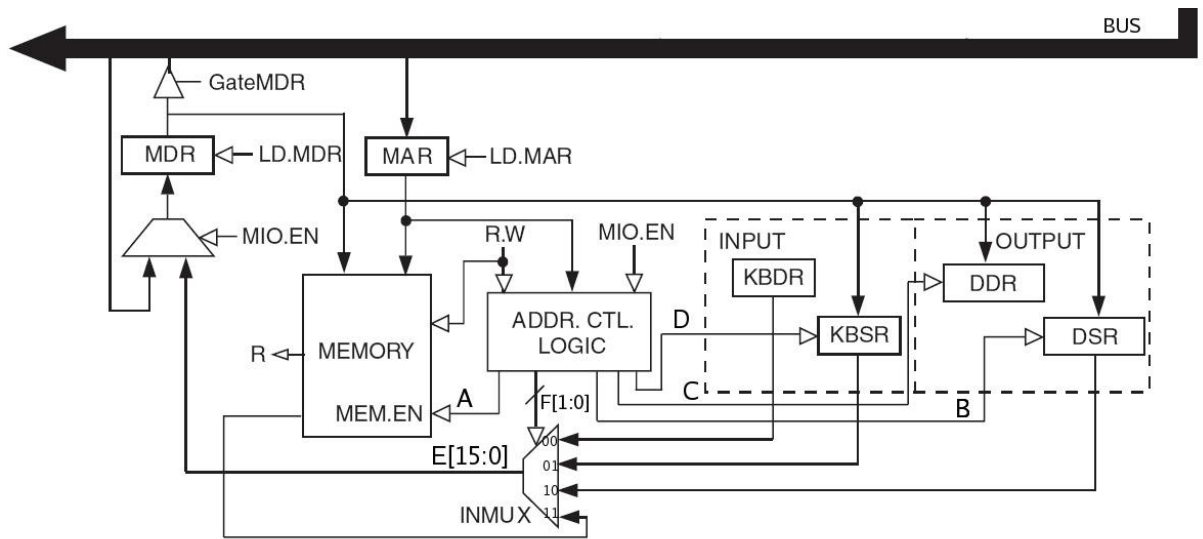 BUS
GateMDR
MDR
LD.MDR
MAR
LD.MAR
MIO.EN
R.W
MIO.EN
INPUT
OUTPUT
KBDR
DDR
ADDR. CTL.
LOGIC
D
KBSR
DSR
R
MEMORY
A
F[1:0]
C
B
MEM.EN
E[15:0]
00
01
10
11
INMUX